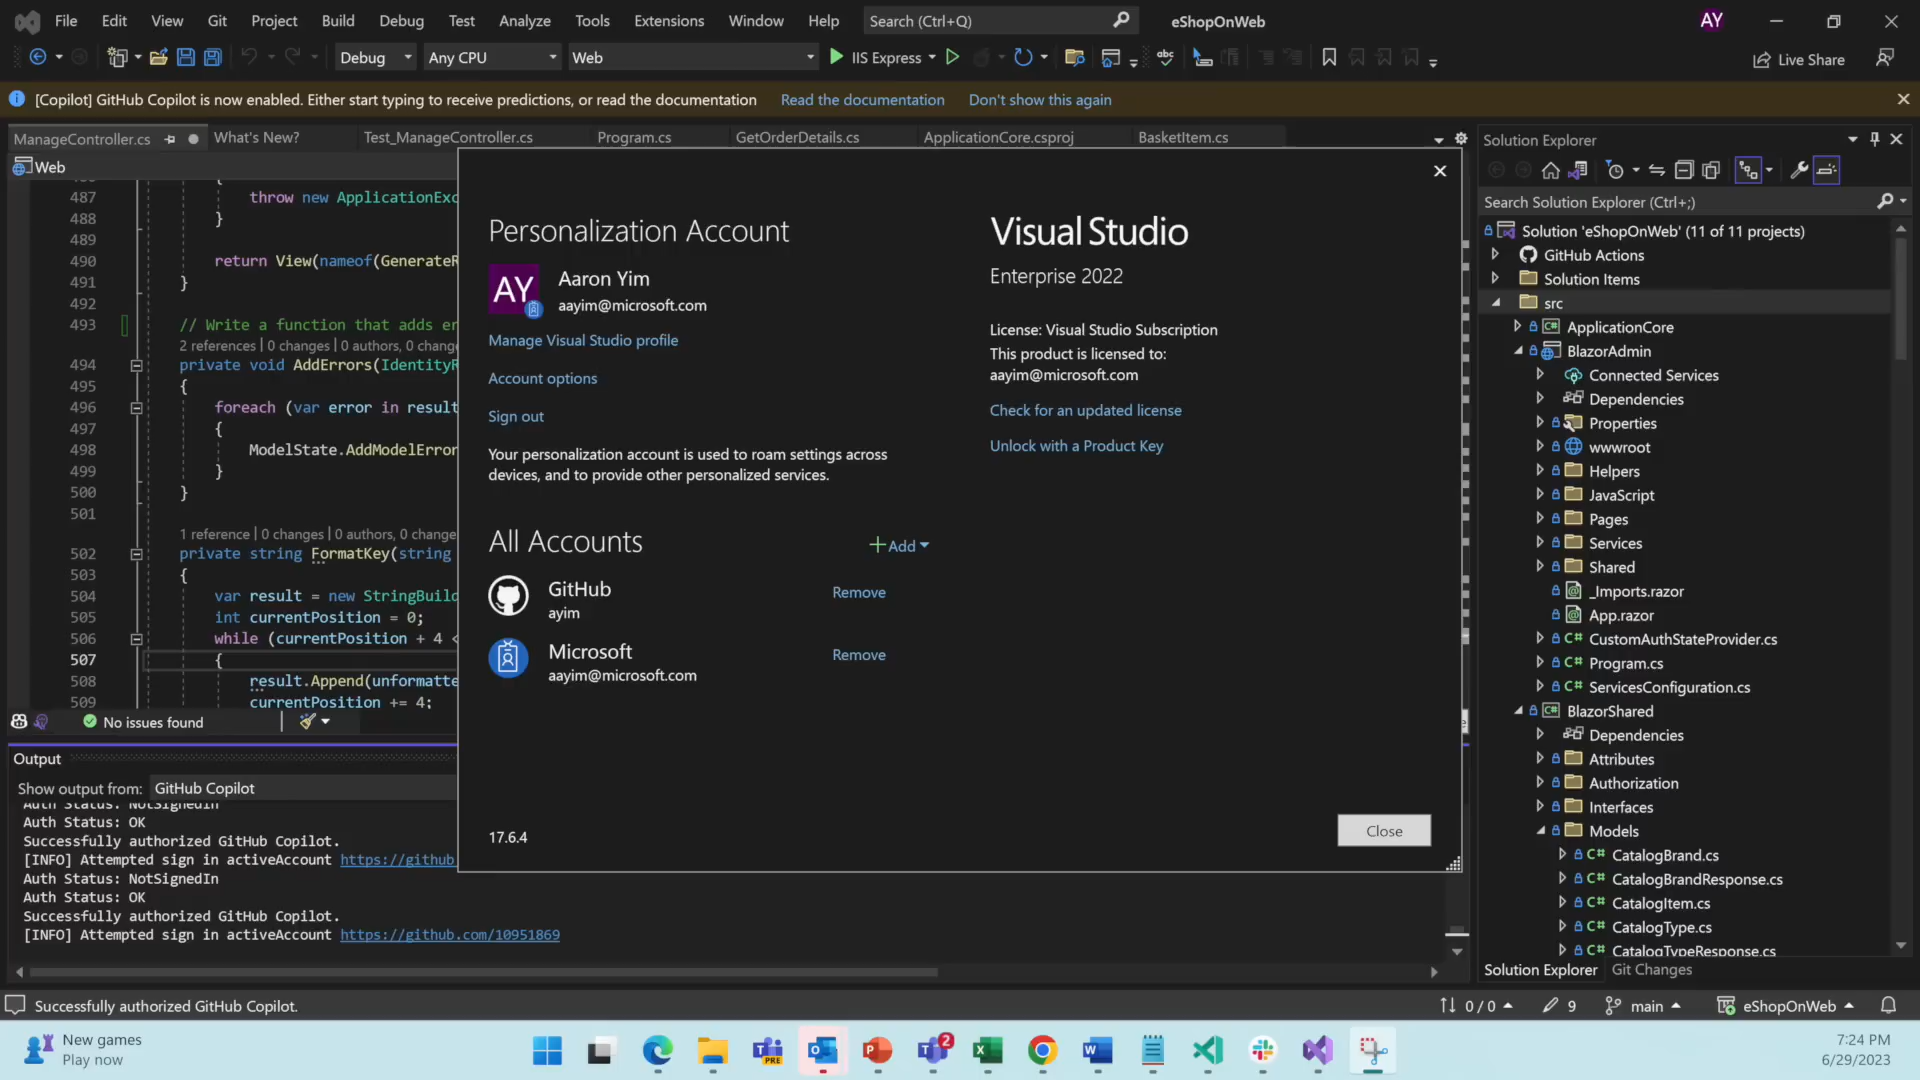 File Edit View Git Project Build Debug Test Analyze Tools Extensions Window Help Search (Ctrl+Q) eShopOnWeb AY
Debug Any CPU Web IIS Express Live Share
[Copilot] GitHub Copilot is now enabled. Either start typing to receive predictions, or read the documentation Read the documentation Don't show this again
ManageController.cs What's New? Test_ManageController.cs Program.cs GetOrderDetails.cs ApplicationCore.csproj BasketItem.cs
Web
487 throw new ApplicationExc
488 }
489
490 return View(nameof(GenerateR
491 }
492
493 // Write a function that adds er
2 references | 0 changes | 0 authors, 0 change
494 private void AddErrors(IdentityR
495 {
496 foreach (var error in result
497 {
498 ModelState.AddModelError
499 }
500 }
501
1 reference | 0 changes | 0 authors, 0 change
502 private string FormatKey(string
503 {
504 var result = new StringBuild
505 int currentPosition = 0;
506 while (currentPosition + 4 <
507 {
508 result.Append(unformatte
509 currentPosition += 4;
No issues found
Output
Show output from: GitHub Copilot
Auth Status: NotSignedIn
Auth Status: OK
Successfully authorized GitHub Copilot.
[INFO] Attempted sign in activeAccount https://github
Auth Status: NotSignedIn
Auth Status: OK
Successfully authorized GitHub Copilot.
[INFO] Attempted sign in activeAccount https://github.com/10951869
Personalization Account
AY
Aaron Yim
aayim@microsoft.com
Manage Visual Studio profile
Account options
Sign out
Your personalization account is used to roam settings across
devices, and to provide other personalized services.
All Accounts
Add
GitHub
ayim
Remove
Microsoft
aayim@microsoft.com
Remove
17.6.4
Visual Studio
Enterprise 2022
License: Visual Studio Subscription
This product is licensed to:
aayim@microsoft.com
Check for an updated license
Unlock with a Product Key
Close
Solution Explorer
Search Solution Explorer (Ctrl+;)
Solution 'eShopOnWeb' (11 of 11 projects)
GitHub Actions
Solution Items
src
C# ApplicationCore
BlazorAdmin
Connected Services
Dependencies
Properties
wwwroot
Helpers
JavaScript
Pages
Services
Shared
_Imports.razor
App.razor
C# CustomAuthStateProvider.cs
C# Program.cs
C# ServicesConfiguration.cs
C# BlazorShared
Dependencies
Attributes
Authorization
Interfaces
Models
C# CatalogBrand.cs
C# CatalogBrandResponse.cs
C# CatalogItem.cs
C# CatalogType.cs
C# CatalogTypeResponse.cs
Solution Explorer Git Changes
Successfully authorized GitHub Copilot.
0 / 0 9 main eShopOnWeb
New games
Play now
PRE
2
7:24 PM
6/29/2023